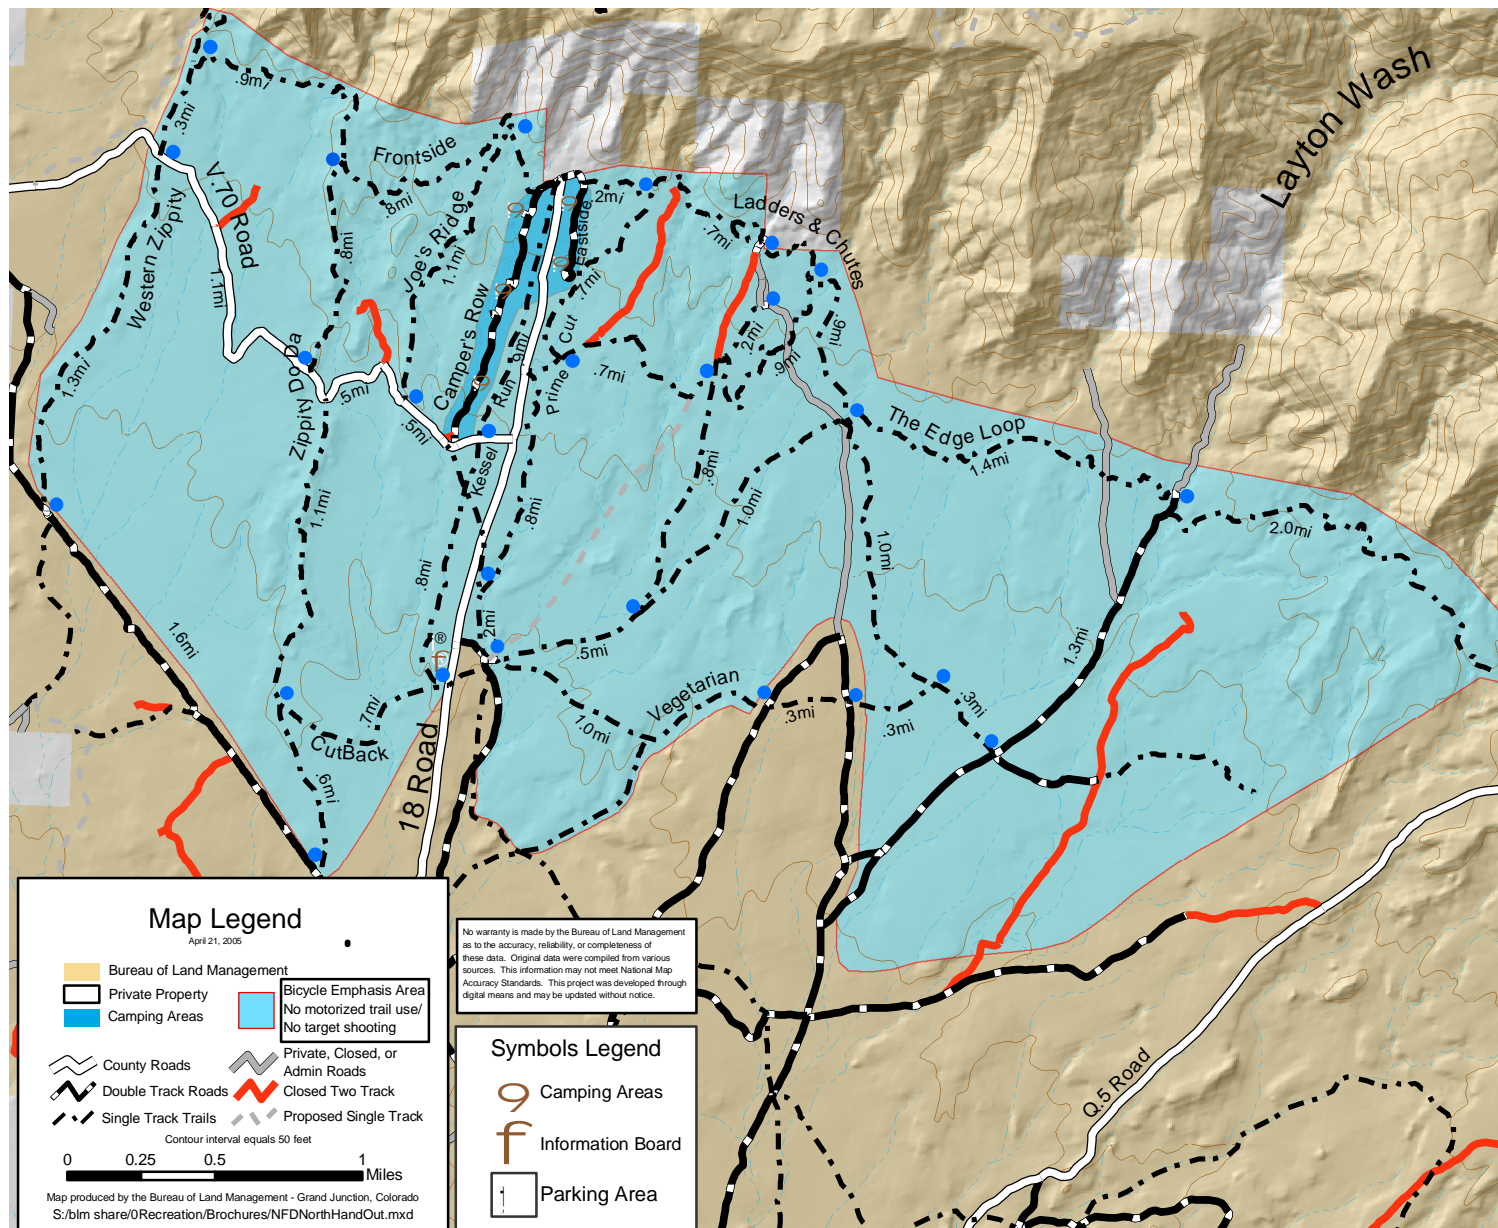 Layton Wash
.9mi
.3mi
Frontside
.8mi
V.70 Road
Western Zippity
Joe's Ridge
1.1mi
.2mi
Eastside
Ladders & Chutes
.7mi
.8mi
1.1mi
Camper's Row
.9mi
Run
Kessel
Prime Cut
.7mi
.7mi
.2mi
.9mi
.9mi
1.3mi
Zippity Do Da
.5mi
.5mi
The Edge Loop
1.4mi
1.1mi
.8mi
.8mi
1.0mi
1.0mi
2.0mi
.8mi
.2mi
1.6mi
®
f
.5mi
1.3mi
Vegetarian
.7mi
CutBack
1.0mi
.3mi
.3mi
.3mi
.6mi
18 Road
Q.5 Road
Map Legend
April 21, 2005
Bureau of Land Management
Private Property
Camping Areas
Bicycle Emphasis Area
No motorized trail use/
No target shooting
County Roads
Private, Closed, or
Admin Roads
Double Track Roads
Closed Two Track
Single Track Trails
Proposed Single Track
Contour interval equals 50 feet
0 0.25 0.5 1
Miles
Map produced by the Bureau of Land Management - Grand Junction, Colorado
S:/blm share/0Recreation/Brochures/NFDNorthHandOut.mxd
No warranty is made by the Bureau of Land Management
as to the accuracy, reliability, or completeness of
these data. Original data were compiled from various
sources. This information may not meet National Map
Accuracy Standards. This project was developed through
digital means and may be updated without notice.
Symbols Legend
9 Camping Areas
f Information Board
Parking Area